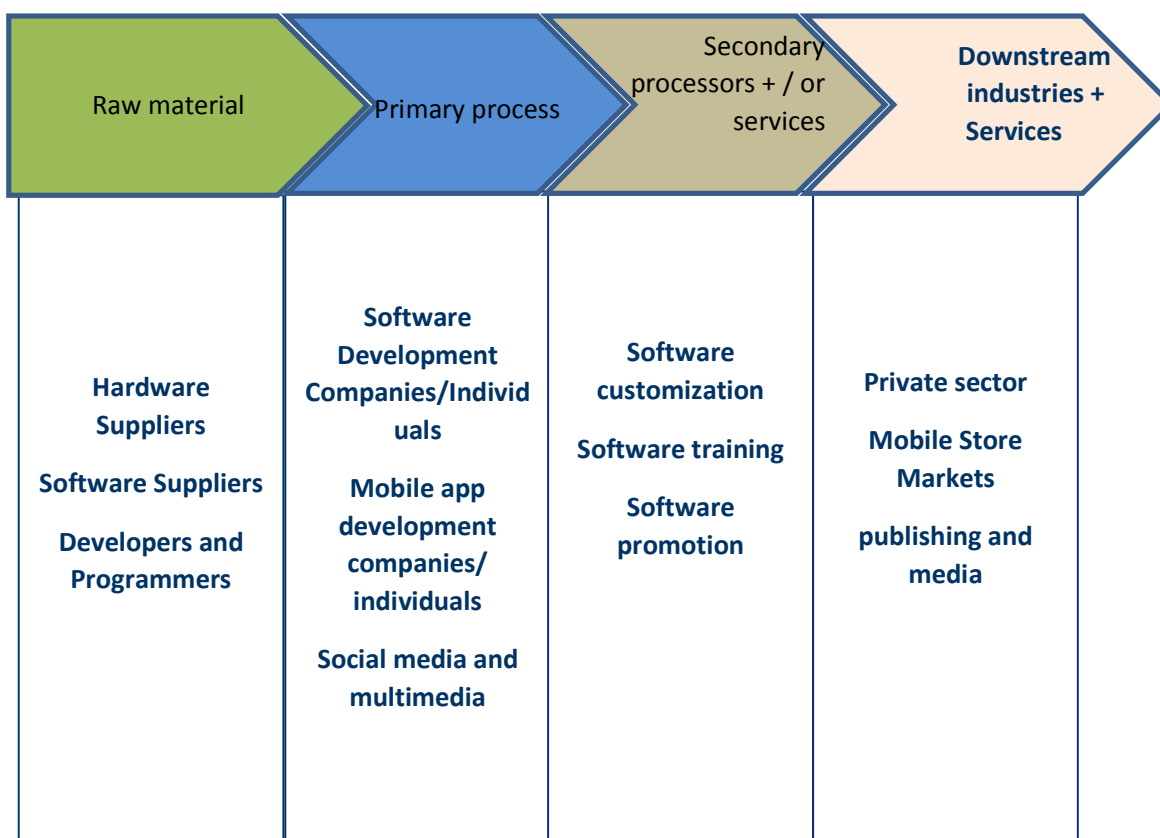 Raw material
Primary process
Secondary
processors + / or
services
Downstream
industries +
Services
Hardware
Suppliers
Software Suppliers
Developers and
Programmers
Software
Development
Companies/Individ
uals
Mobile app
development
companies/
individuals
Social media and
multimedia
Software
customization
Software training
Software
promotion
Private sector
Mobile Store
Markets
publishing and
media